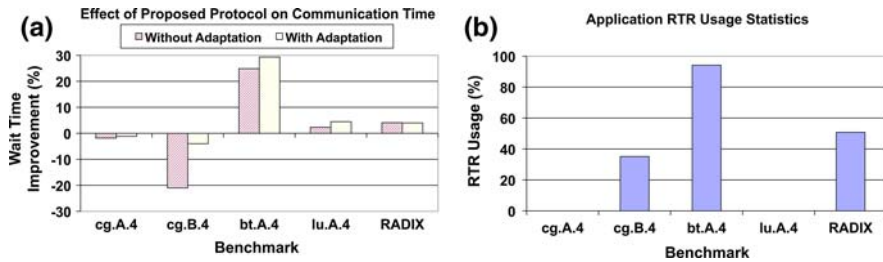 (a)
Effect of Proposed Protocol on Communication Time
Without Adaptation
With Adaptation
Wait Time
Improvement (%)
30
20
10
0
-10
-20
-30
cg.A.4
cg.B.4
bt.A.4
lu.A.4
RADIX
Benchmark
(b)
Application RTR Usage Statistics
RTR Usage (%)
100
80
60
40
20
0
cg.A.4
cg.B.4
bt.A.4
lu.A.4
RADIX
Benchmark